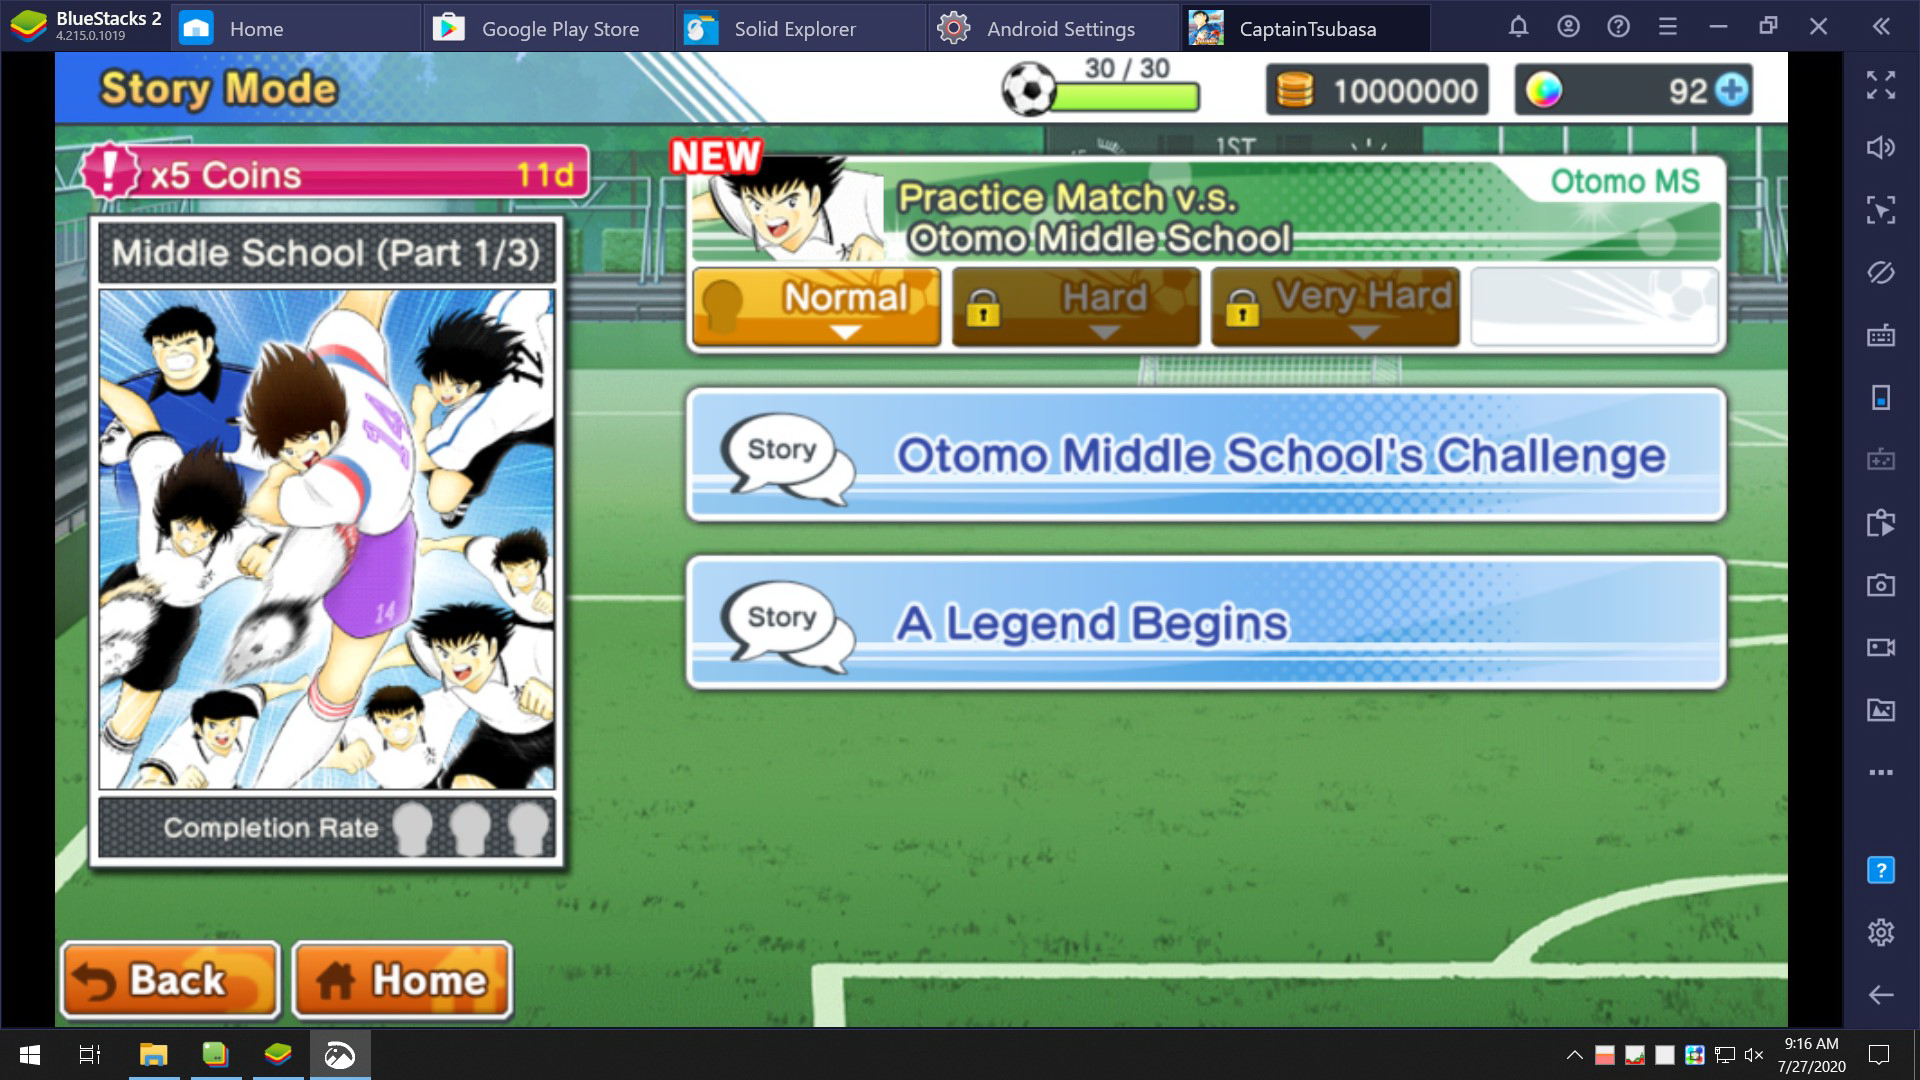 BlueStacks 2
4.215.0.1019
Home
Google Play Store
Solid Explorer
Android Settings
CaptainTsubasa
Story Mode
30 / 30
10000000
92
x5 Coins
11d
NEW
1ST
Practice Match v.s.
Otomo Middle School
Otomo MS
Middle School (Part 1/3)
Normal
Hard
Very Hard
14
14
Story
Otomo Middle School's Challenge
Story
A Legend Begins
Completion Rate
Back
Home
9:16 AM
7/27/2020